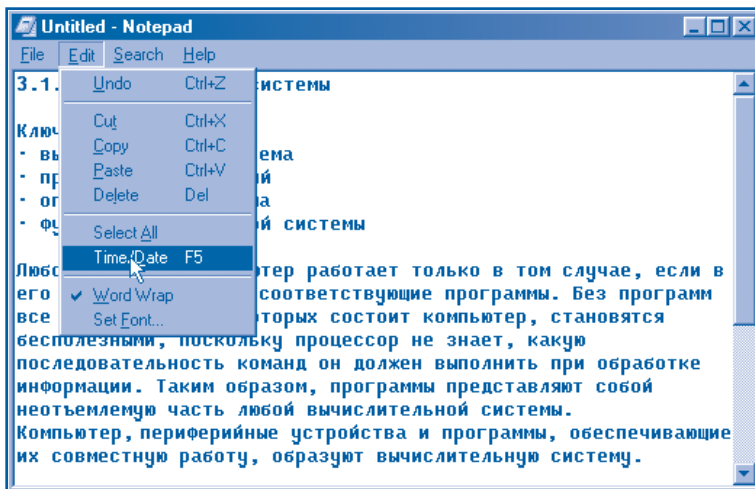 Untitled - Notepad
File Edit Search Help
3.1. истемы
Undo Ctrl+Z
Cut Ctrl+X
Copy Ctrl+C
Paste Ctrl+V
Delete Del
Select All
Time/Date F5
Word Wrap
Set Font...
Ключ
- вы ема
- пр й
- оп а
- фу й системы
Любо тер работает только в том случае, если в
его соответствующие программы. Без программ
все торых состоит компьютер, становятся
бесполезными, поскольку процессор не знает, какую
последовательность команд он должен выполнить при обработке
информации. Таким образом, программы представляют собой
неотъемлемую часть любой вычислительной системы.
Компьютер, периферийные устройства и программы, обеспечивающие
их совместную работу, образуют вычислительную систему.